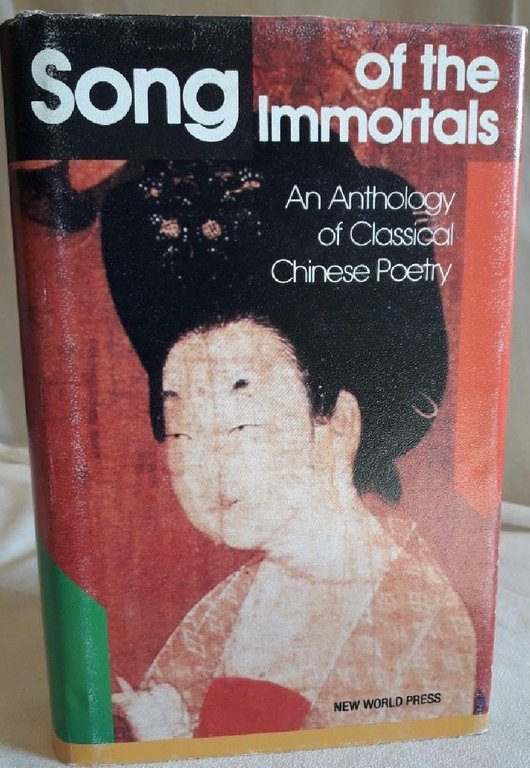 Song of the
Immortals
An Anthology
of Classical
Chinese Poetry
NEW WORLD PRESS